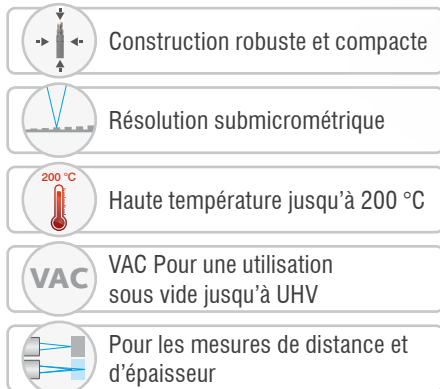 Construction robuste et compacte
Résolution submicrométrique
200 °C
Haute température jusqu'à 200 °C
VAC
VAC Pour une utilisation
sous vide jusqu'à UHV
Pour les mesures de distance et
d'épaisseur